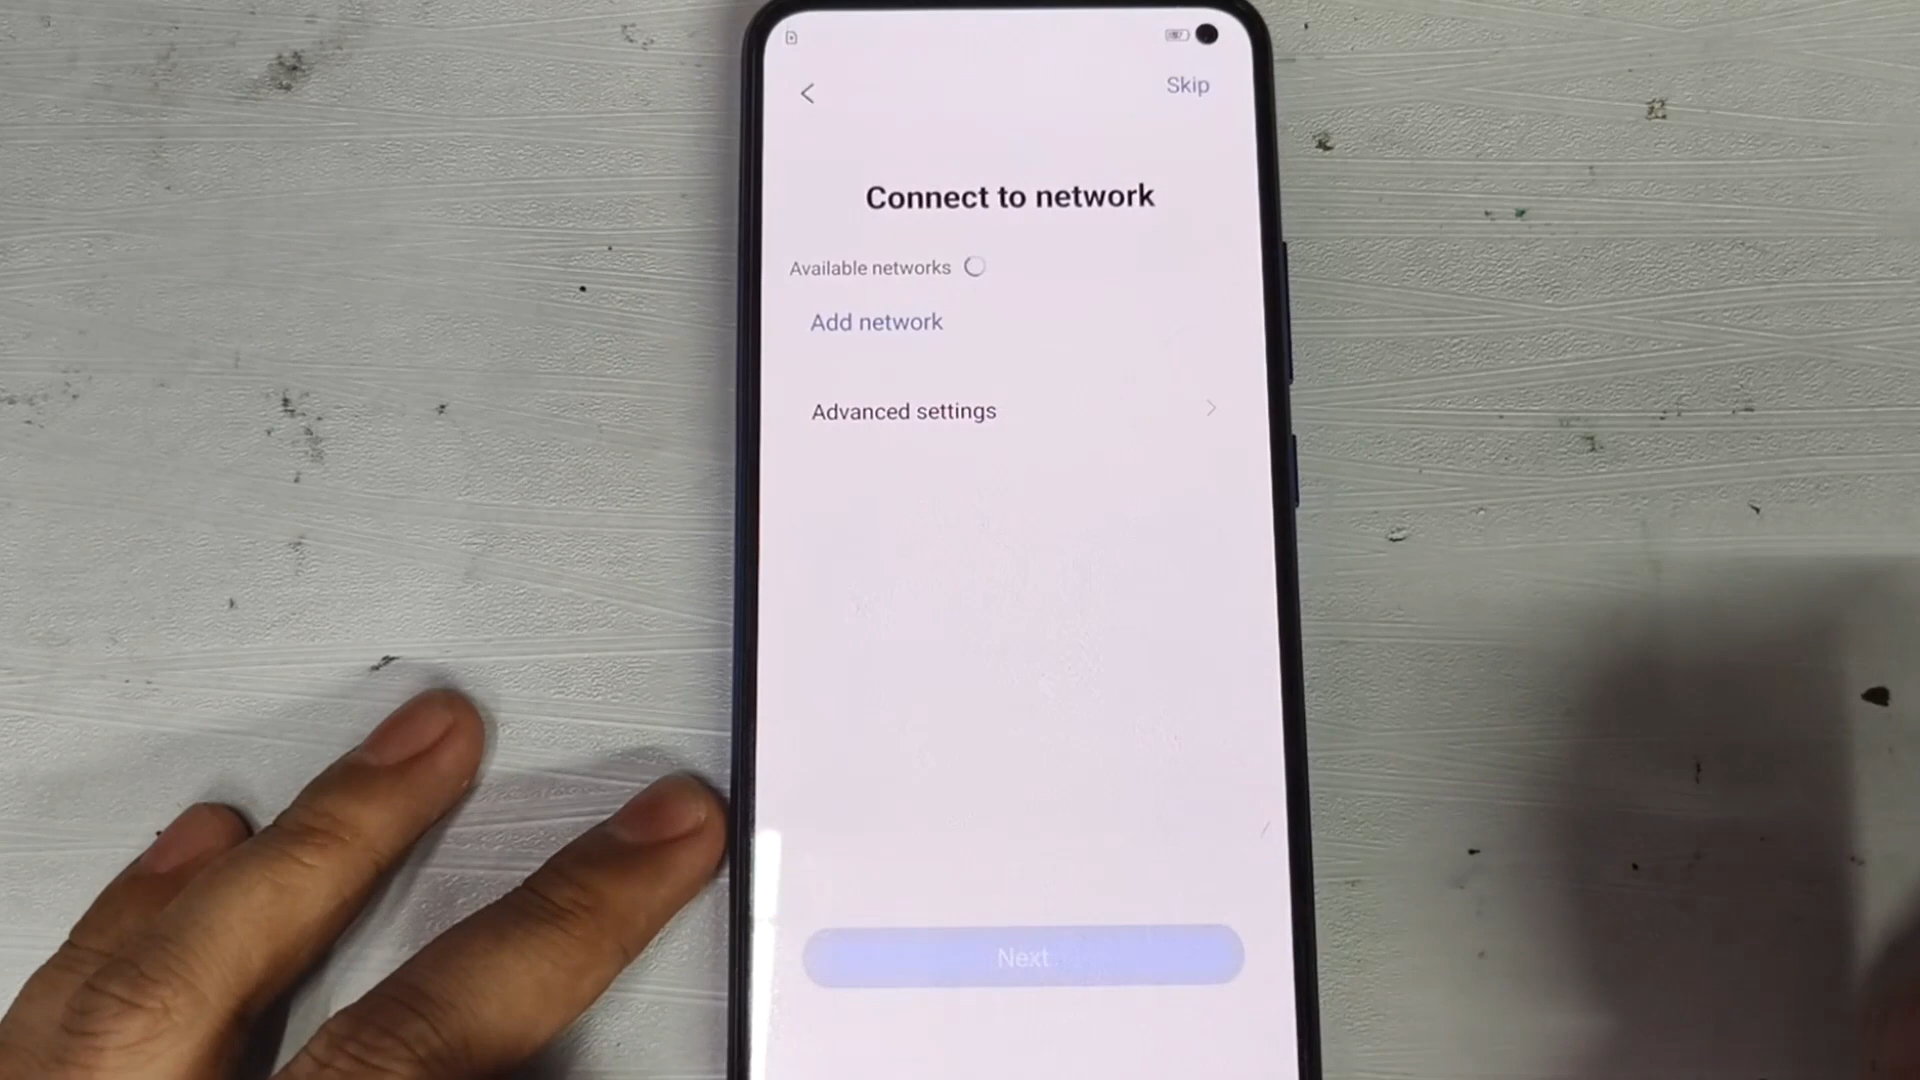 Skip
Connect to network
Available networks
Add network
Advanced settings
Next